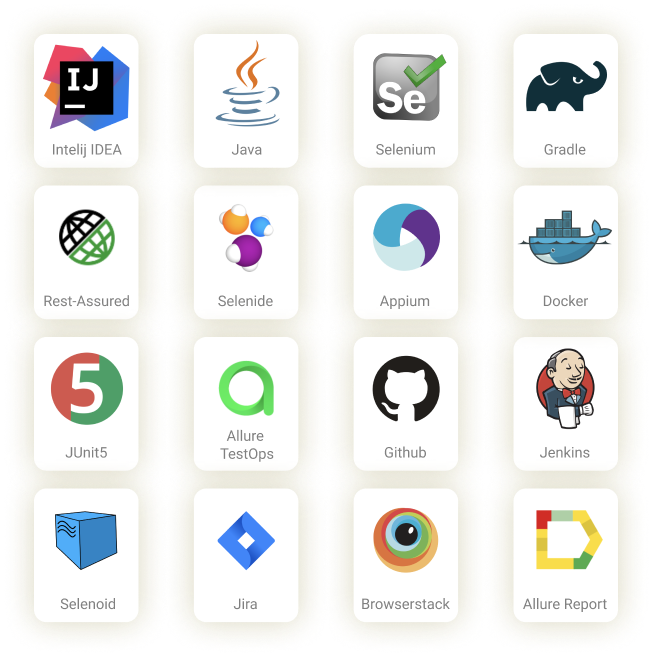 IJ
Intelij IDEA
Java
Se
Selenium
Gradle
Rest-Assured
Selenide
Appium
Docker
5
JUnit5
Allure
TestOps
Github
Jenkins
Selenoid
Jira
Browserstack
Allure Report